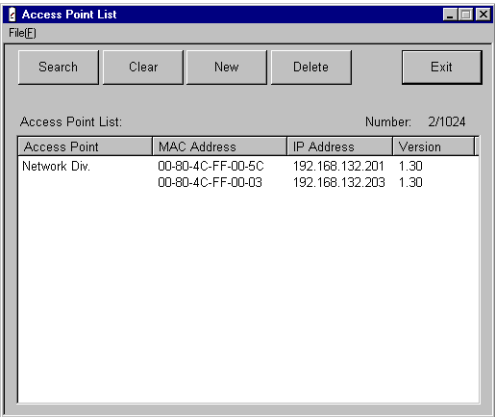 Access Point List
File(F)
Search Clear New Delete Exit
Access Point List: Number: 2/1024
Access Point MAC Address IP Address Version
Network Div. 00-80-4C-FF-00-5C 192.168.132.201 1.30
00-80-4C-FF-00-03 192.168.132.203 1.30